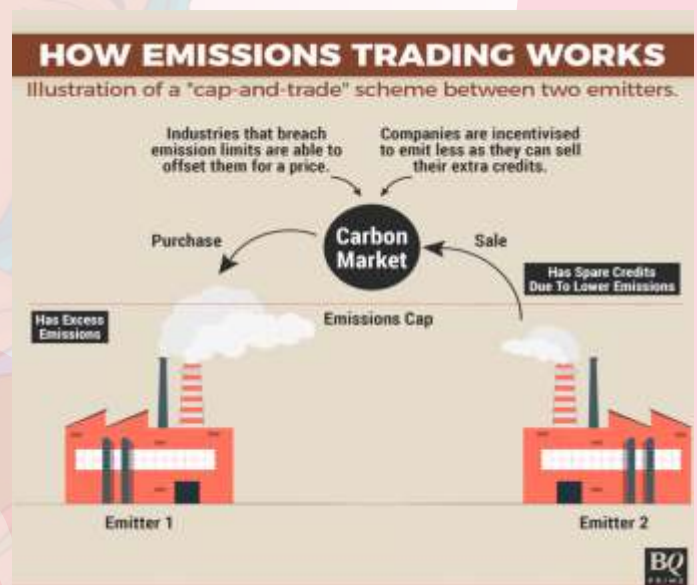 HOW EMISSIONS TRADING WORKS
Illustration of a "cap-and-trade" scheme between two emitters.
Industries that breach
emission limits are able to
offset them for a price.
Companies are incentivised
to emit less as they can sell
their extra credits.
Purchase
Carbon
Market
Sale
Has Spare Credits
Due To Lower Emissions
Has Excess
Emissions
Emissions Cap
Emitter 1
Emitter 2
BQ
PRIME